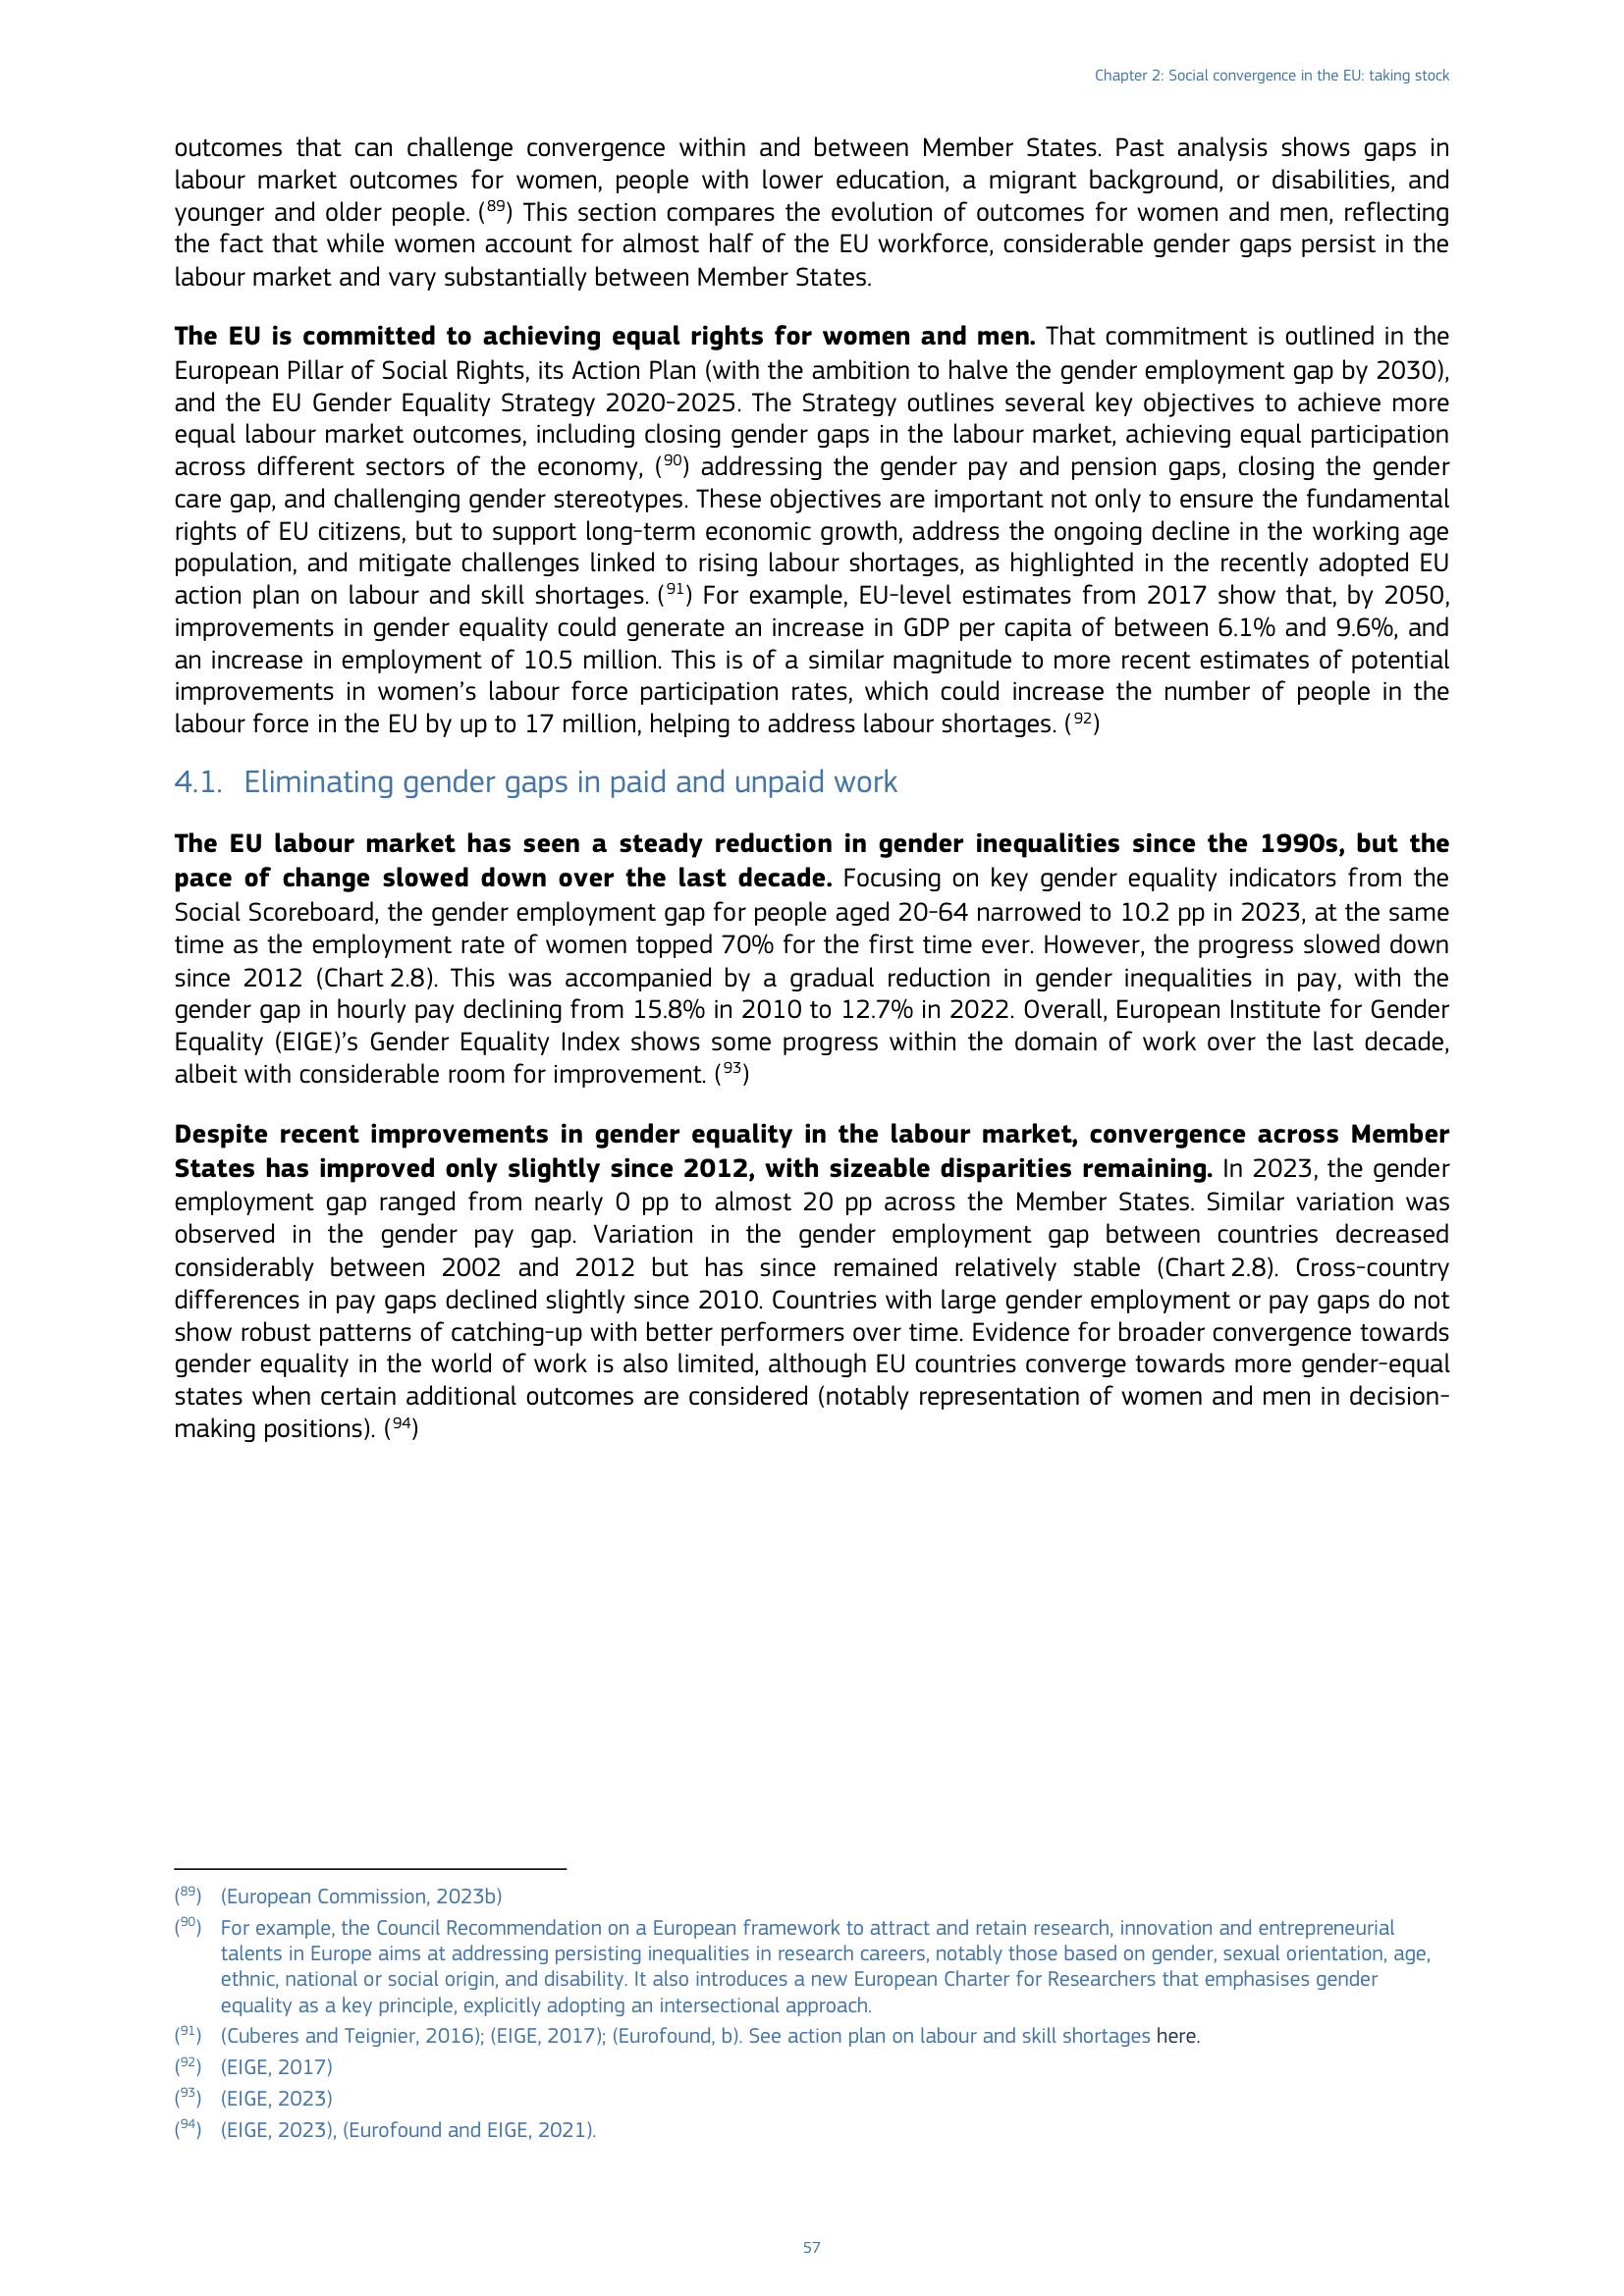 Chapter 2: Social convergence in the EU: taking stock
outcomes that can challenge convergence within and between Member States. Past analysis shows gaps in
labour market outcomes for women, people with lower education, a migrant background, or disabilities, and
younger and older people. (89) This section compares the evolution of outcomes for women and men, reflecting
the fact that while women account for almost half of the EU workforce, considerable gender gaps persist in the
labour market and vary substantially between Member States.
The EU is committed to achieving equal rights for women and men. That commitment is outlined in the
European Pillar of Social Rights, its Action Plan (with the ambition to halve the gender employment gap by 2030),
and the EU Gender Equality Strategy 2020-2025. The Strategy outlines several key objectives to achieve more
equal labour market outcomes, including closing gender gaps in the labour market, achieving equal participation
across different sectors of the economy, (90) addressing the gender pay and pension gaps, closing the gender
care gap, and challenging gender stereotypes. These objectives are important not only to ensure the fundamental
rights of EU citizens, but to support long-term economic growth, address the ongoing decline in the working age
population, and mitigate challenges linked to rising labour shortages, as highlighted in the recently adopted EU
action plan on labour and skill shortages. (91) For example, EU-level estimates from 2017 show that, by 2050,
improvements in gender equality could generate an increase in GDP per capita of between 6.1% and 9.6%, and
an increase in employment of 10.5 million. This is of a similar magnitude to more recent estimates of potential
improvements in women's labour force participation rates, which could increase the number of people in the
labour force in the EU by up to 17 million, helping to address labour shortages. (92)
4.1. Eliminating gender gaps in paid and unpaid work
The EU labour market has seen a steady reduction in gender inequalities since the 1990s, but the
pace of change slowed down over the last decade. Focusing on key gender equality indicators from the
Social Scoreboard, the gender employment gap for people aged 20-64 narrowed to 10.2 pp in 2023, at the same
time as the employment rate of women topped 70% for the first time ever. However, the progress slowed down
since 2012 (Chart 2.8). This was accompanied by a gradual reduction in gender inequalities in pay, with the
gender gap in hourly pay declining from 15.8% in 2010 to 12.7% in 2022. Overall, European Institute for Gender
Equality (EIGE)'s Gender Equality Index shows some progress within the domain of work over the last decade,
albeit with considerable room for improvement. (93)
Despite recent improvements in gender equality in the labour market, convergence across Member
States has improved only slightly since 2012, with sizeable disparities remaining. In 2023, the gender
employment gap ranged from nearly 0 pp to almost 20 pp across the Member States. Similar variation was
observed in the gender pay gap. Variation in the gender employment gap between countries decreased
considerably between 2002 and 2012 but has since remained relatively stable (Chart 2.8). Cross-country
differences in pay gaps declined slightly since 2010. Countries with large gender employment or pay gaps do not
show robust patterns of catching-up with better performers over time. Evidence for broader convergence towards
gender equality in the world of work is also limited, although EU countries converge towards more gender-equal
states when certain additional outcomes are considered (notably representation of women and men in decision-
making positions). (94)
(89) (European Commission, 2023b)
(90) For example, the Council Recommendation on a European framework to attract and retain research, innovation and entrepreneurial
talents in Europe aims at addressing persisting inequalities in research careers, notably those based on gender, sexual orientation, age,
ethnic, national or social origin, and disability. It also introduces a new European Charter for Researchers that emphasises gender
equality as a key principle, explicitly adopting an intersectional approach.
(91) (Cuberes and Teignier, 2016); (EIGE, 2017); (Eurofound, b). See action plan on labour and skill shortages here.
(92) (EIGE, 2017)
(93) (EIGE, 2023)
(94) (EIGE, 2023), (Eurofound and EIGE, 2021).
57